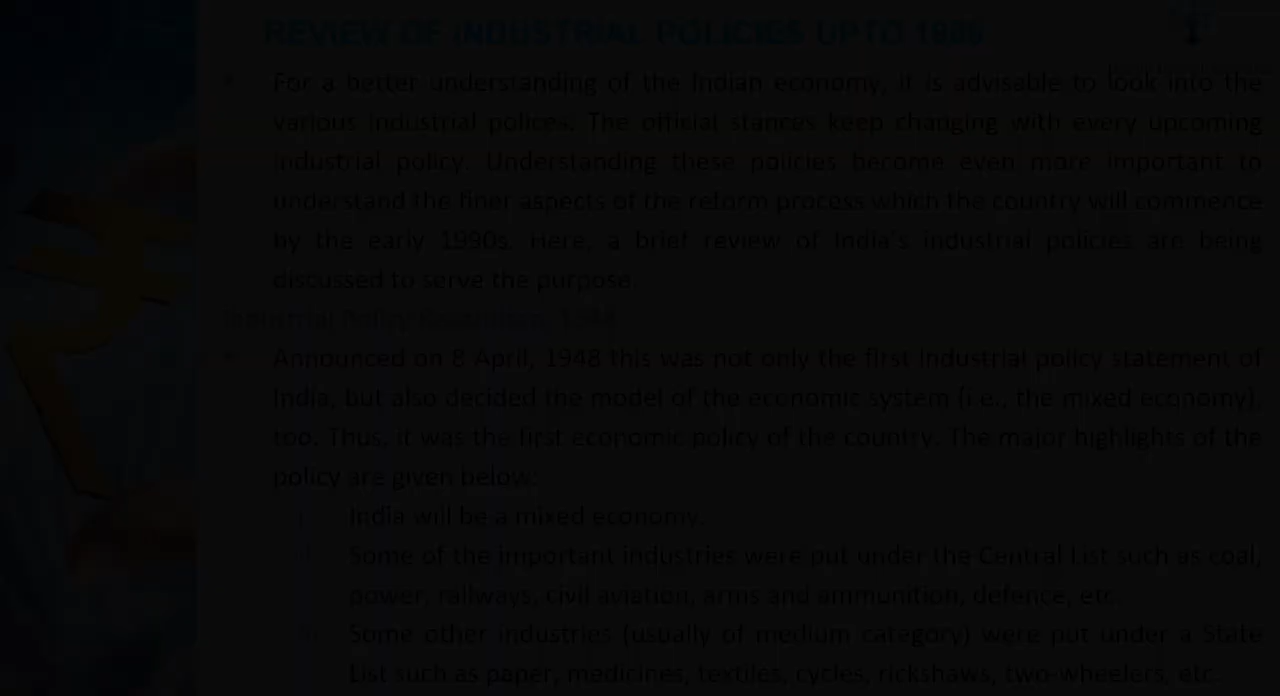 REVIEW OF INDUSTRIAL POLICIES UPTO 1986
For a better understanding of the Indian economy, it is advisable to look into the
various industrial polices. The official stances keep changing with every upcoming
industrial policy. Understanding these policies become even more important to
understand the finer aspects of the reform process which the country will commence
by the early 1990s. Here, a brief review of India's industrial policies are being
discussed to serve the purpose.
Industrial Policy Resolution, 1948
Announced on 8 April, 1948 this was not only the first industrial policy statement of
India, but also decided the model of the economic system (i.e., the mixed economy),
too. Thus, it was the first economic policy of the country. The major highlights of the
policy are given below:
India will be a mixed economy.
Some of the important industries were put under the Central List such as coal,
power, railways, civil aviation, arms and ammunition, defence, etc.
Some other industries (usually of medium category) were put under a State
List such as paper, medicines, textiles, cycles, rickshaws, two-wheelers, etc.